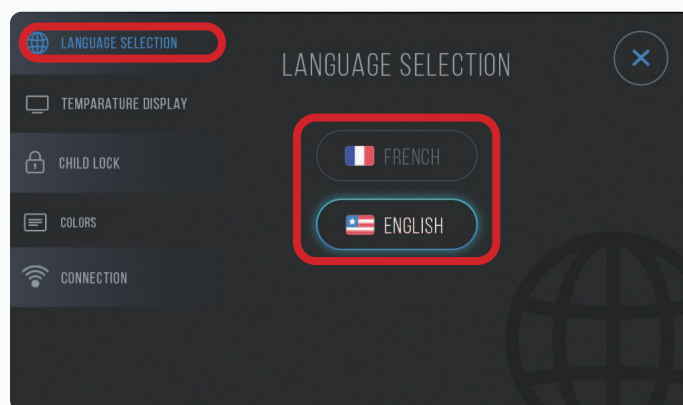 LANGUAGE SELECTION
TEMPARATURE DISPLAY
CHILD LOCK
COLORS
CONNECTION
LANGUAGE SELECTION
FRENCH
ENGLISH